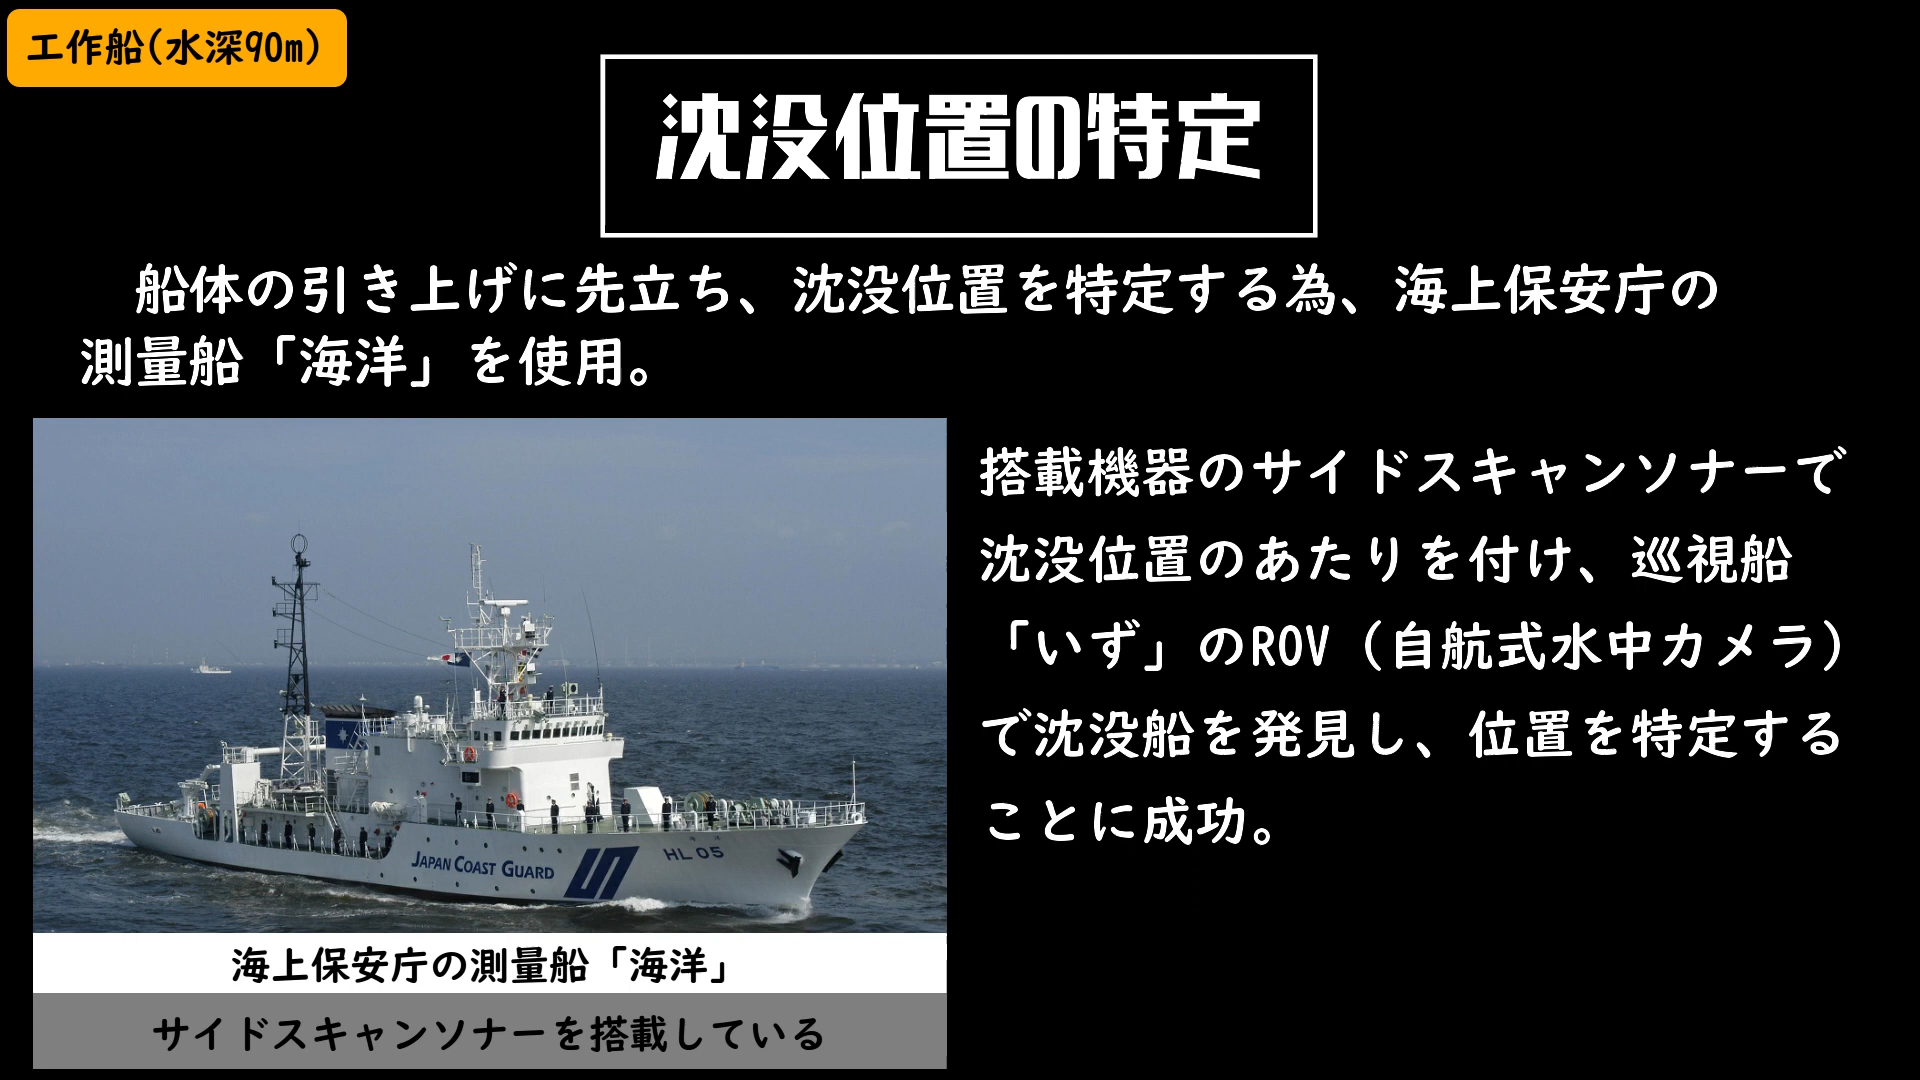 工作船(水深90m)
沈没位置の特定
船体の引き上げに先立ち、沈没位置を特定する為、海上保安庁の
測量船「海洋」を使用。
搭載機器のサイドスキャンソナーで
沈没位置のあたりを付け、巡視船
「いず」のROV（自航式水中カメラ）
で沈没船を発見し、位置を特定する
ことに成功。
JAPAN COAST GUARD
HL 05
海上保安庁の測量船「海洋」
サイドスキャンソナーを搭載している